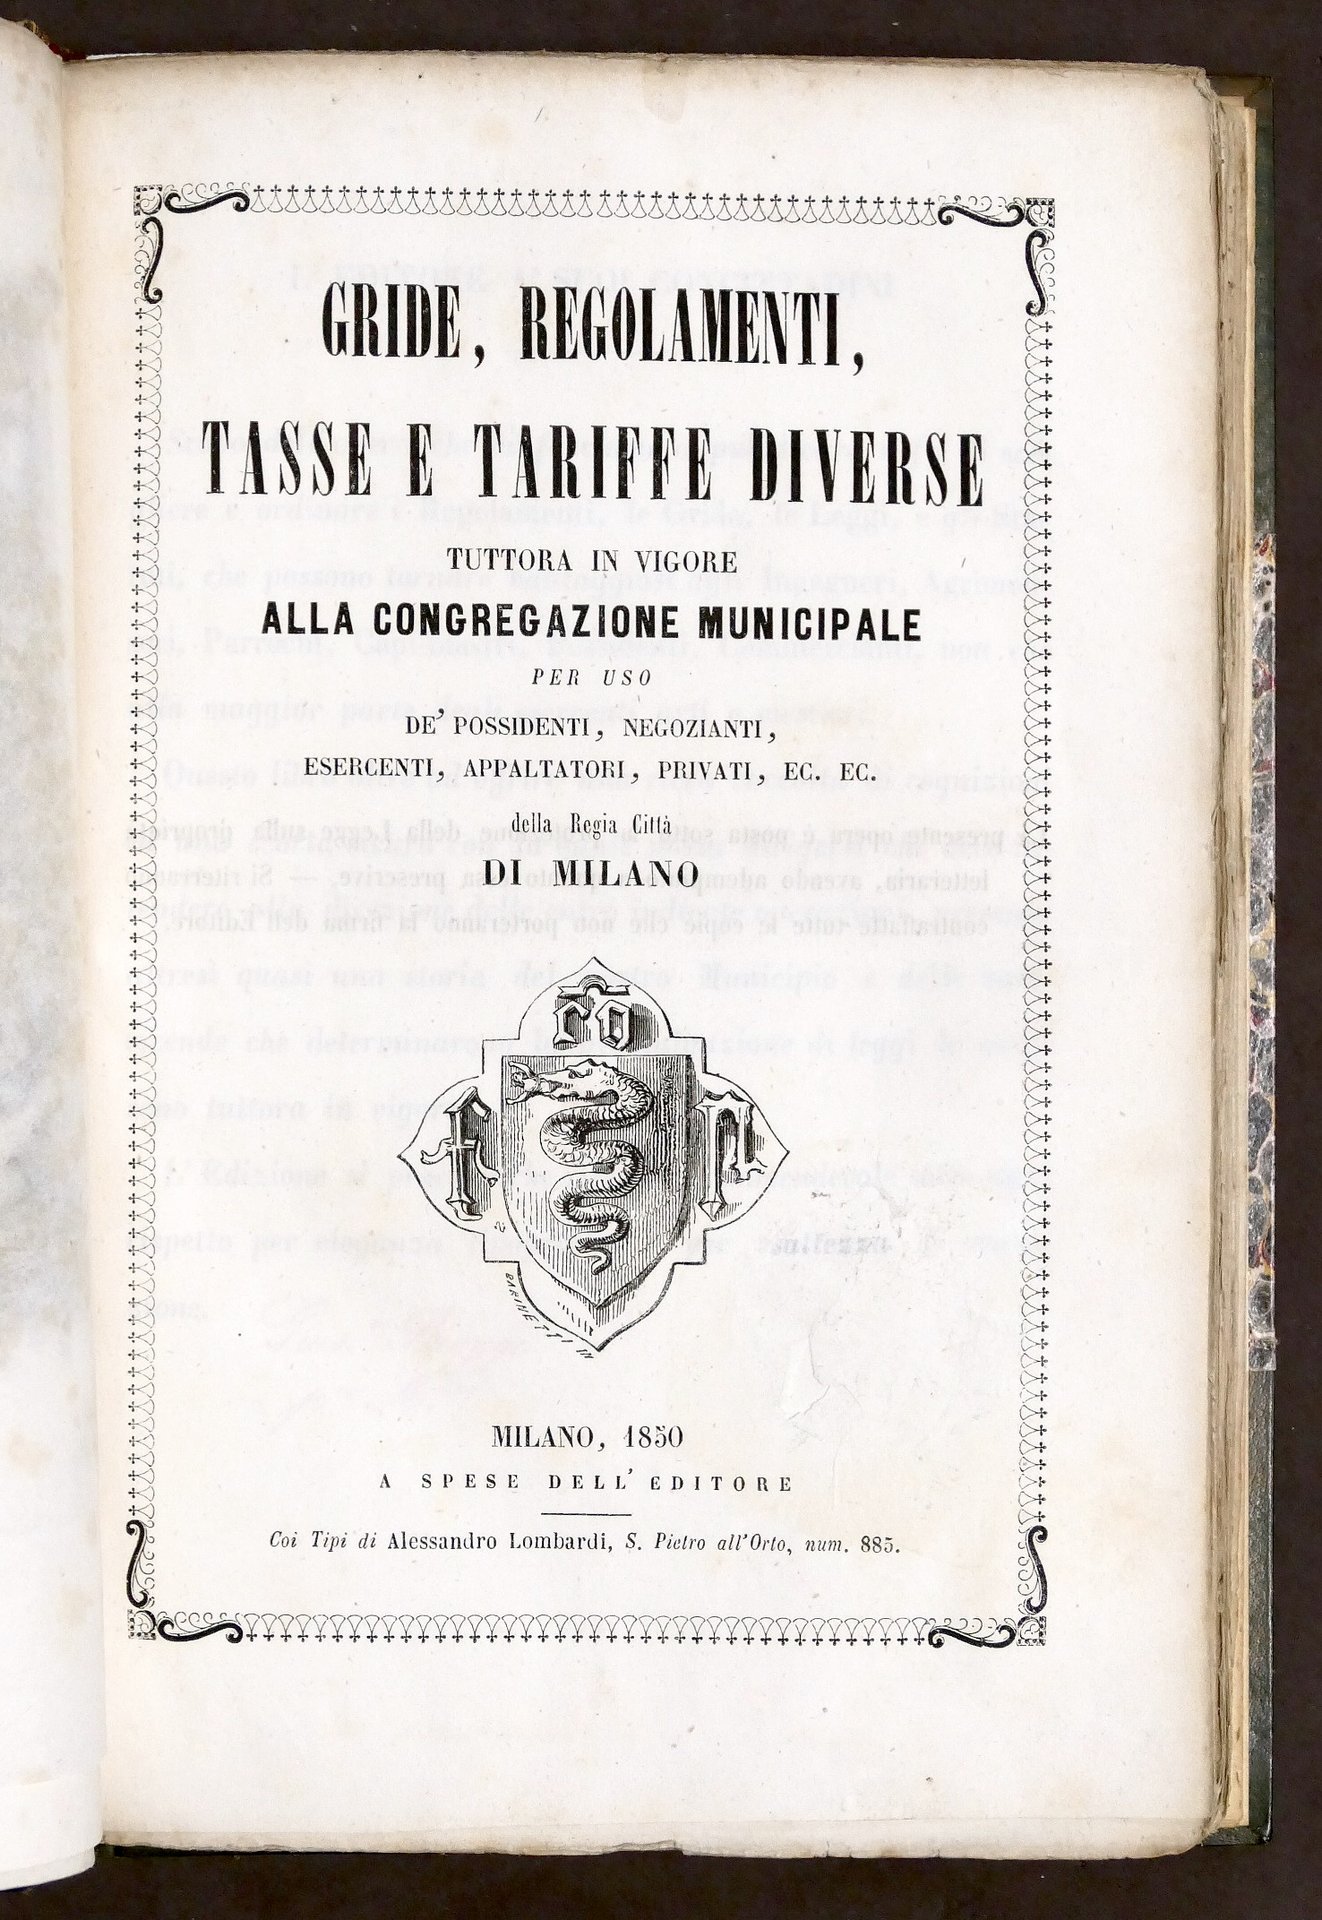 GRIDE, REGOLAMENTI,
TASSE E TARIFFE DIVERSE
TUTTORA IN VIGORE
ALLA CONGREGAZIONE MUNICIPALE
PER USO
DE' POSSIDENTI, NEGOZIANTI,
ESERCENTI, APPALTATORI, PRIVATI, EC. EC.
della Regia Città
DI MILANO
BARINETTI
MILANO, 1850
A SPESE DELL' EDITORE
Coi Tipi di Alessandro Lombardi, S. Pietro all'Orto, num. 885.